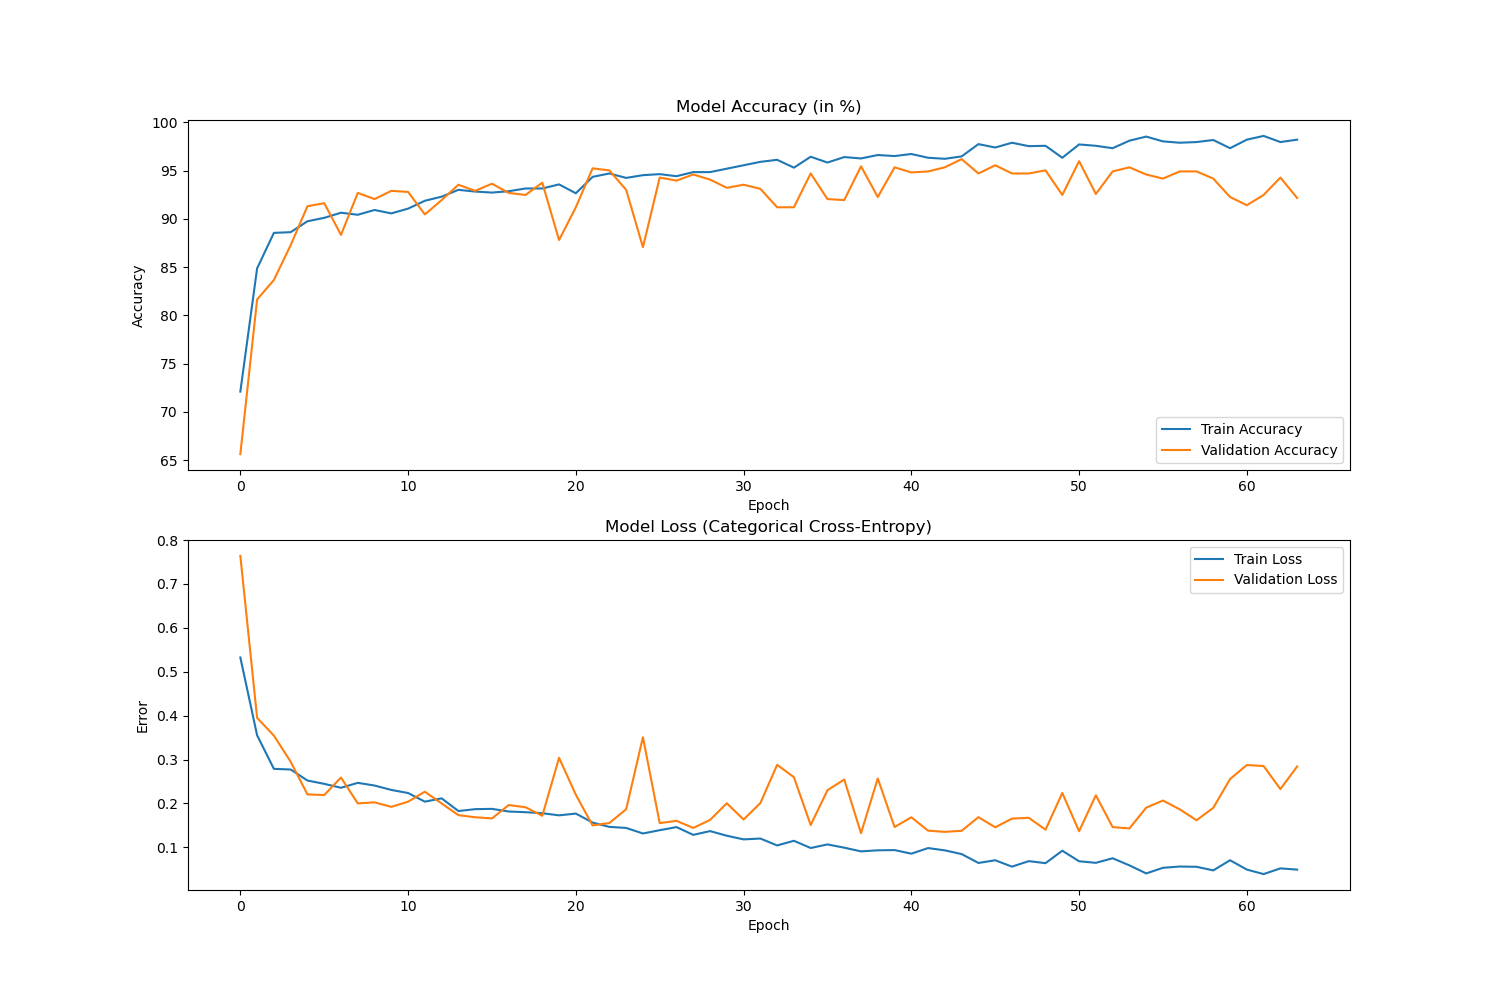 Model Accuracy (in %)
100
95
90
85
80
75
70
65
Accuracy
Train Accuracy
Validation Accuracy
0 10 20 30 40 50 60
Epoch
Model Loss (Categorical Cross-Entropy)
0.8
0.7
0.6
0.5
0.4
0.3
0.2
0.1
Error
Train Loss
Validation Loss
0 10 20 30 40 50 60
Epoch